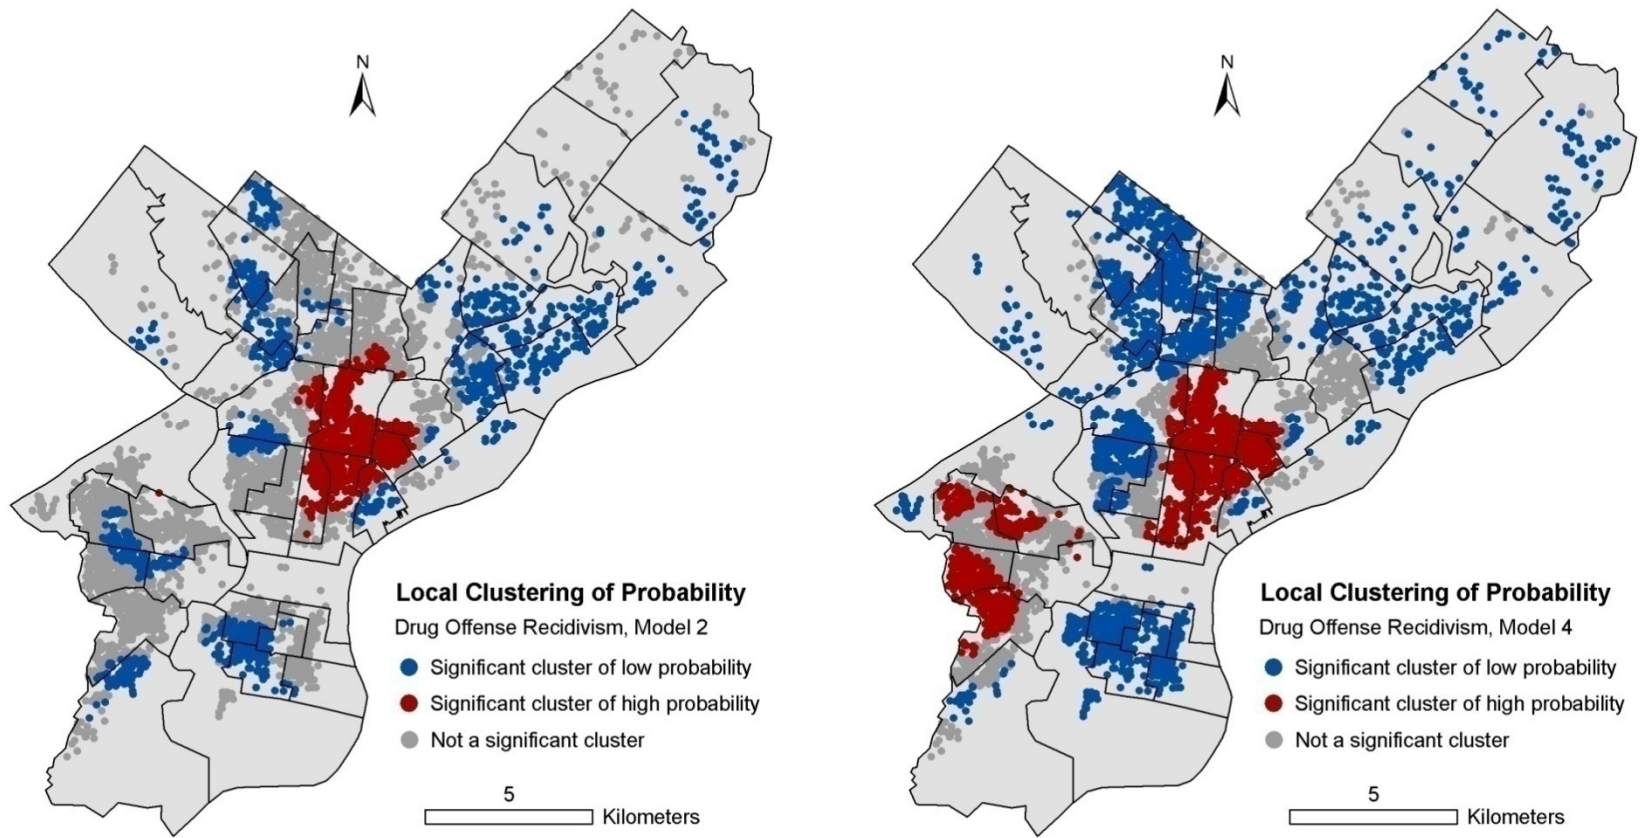 N
Local Clustering of Probability
Drug Offense Recidivism, Model 2
Significant cluster of low probability
Significant cluster of high probability
Not a significant cluster
5
Kilometers
N
Local Clustering of Probability
Drug Offense Recidivism, Model 4
Significant cluster of low probability
Significant cluster of high probability
Not a significant cluster
5
Kilometers